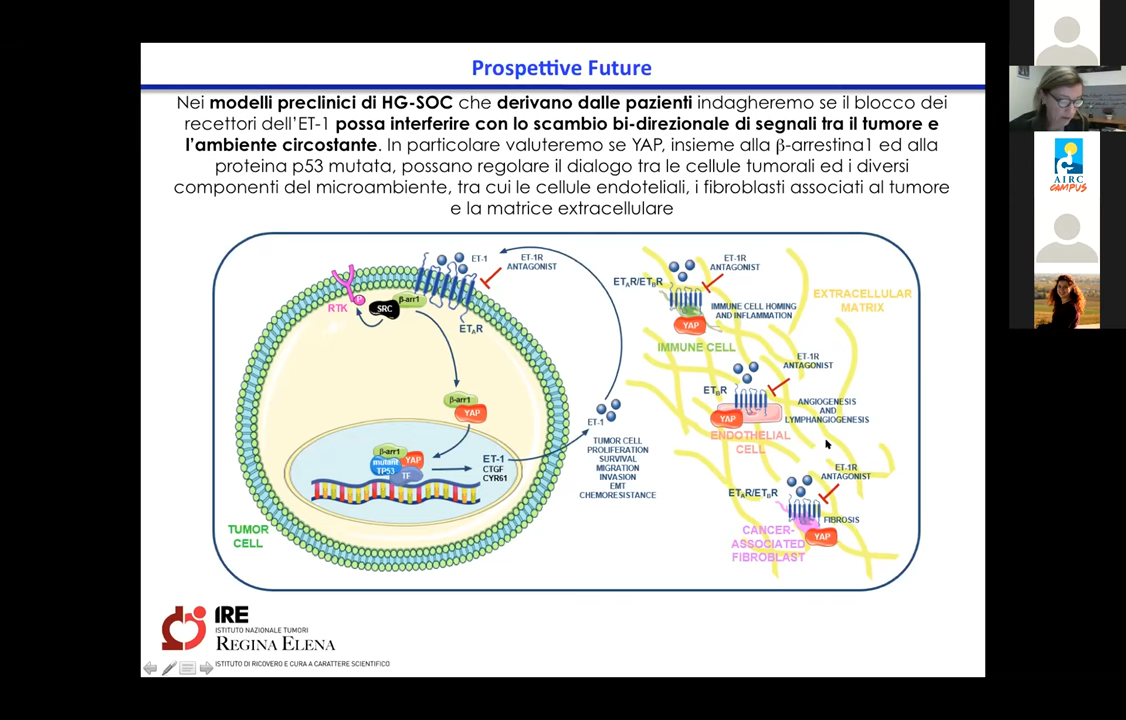 Prospettive Future
Nei modelli preclinici di HG-SOC che derivano dalle pazienti indagheremo se il blocco dei
recettori dell'ET-1 possa interferire con lo scambio bi-direzionale di segnali tra il tumore e
l'ambiente circostante. In particolare valuteremo se YAP, insieme alla β-arrestina1 ed alla
proteina p53 mutata, possano regolare il dialogo tra le cellule tumorali ed i diversi
componenti del microambiente, tra cui le cellule endoteliali, i fibroblasti associati al tumore
e la matrice extracellulare
ET-1
ET-1R
ANTAGONIST
RTK
P
SRC
β-arr1
ETAR
β-arr1
YAP
β-arr1
mutant
TP53
YAP
TF
ET-1
CTGF
CYR61
TUMOR
CELL
ET-1
TUMOR CELL
PROLIFERATION
SURVIVAL
MIGRATION
INVASION
EMT
CHEMORESISTANCE
ETAR/ETBR
ET-1R
ANTAGONIST
IMMUNE CELL HOMING
AND INFLAMMATION
YAP
IMMUNE CELL
EXTRACELLULAR
MATRIX
ETBR
ET-1R
ANTAGONIST
ANGIOGENESIS
AND
LYMPHANGIOGENESIS
YAP
ENDOTHELIAL
CELL
ETAR/ETBR
ET-1R
ANTAGONIST
FIBROSIS
YAP
CANCER-
ASSOCIATED
FIBROBLAST
IRE
ISTITUTO NAZIONALE TUMORI
REGINA ELENA
ISTITUTO DI RICOVERO E CURA A CARATTERE SCIENTIFICO
AIRC
CAMPUS